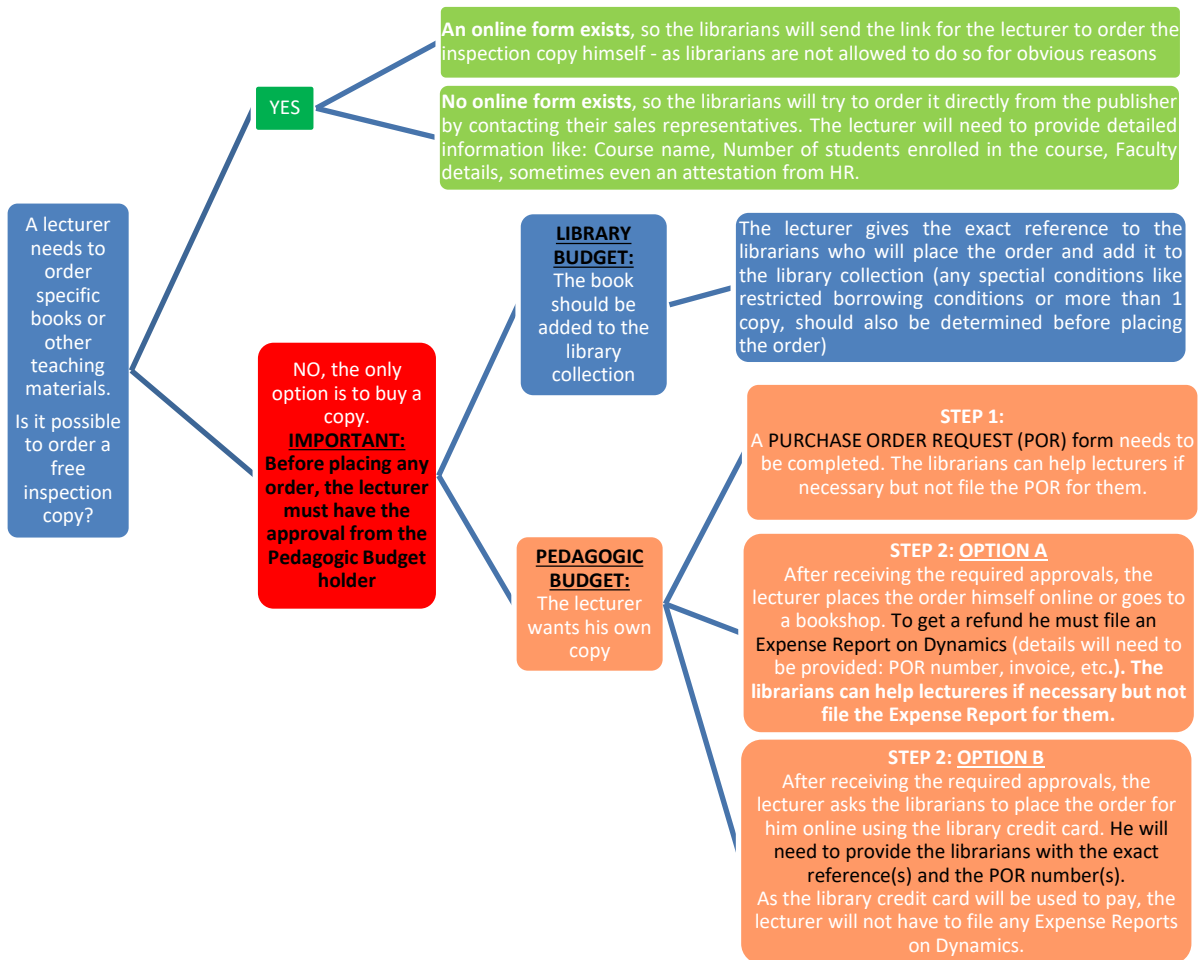 An online form exists, so the librarians will send the link for the lecturer to order the
inspection copy himself - as librarians are not allowed to do so for obvious reasons
YES
No online form exists, so the librarians will try to order it directly from the publisher
by contacting their sales representatives. The lecturer will need to provide detailed
information like: Course name, Number of students enrolled in the course, Faculty
details, sometimes even an attestation from HR.
A lecturer
needs to
order
specific
books or
other
teaching
materials.
Is it possible
to order a
free
inspection
copy?
NO, the only
option is to buy a
copy.
IMPORTANT:
Before placing any
order, the lecturer
must have the
approval from the
Pedagogic Budget
holder
LIBRARY
BUDGET:
The book
should be
added to the
library
collection
The lecturer gives the exact reference to the
librarians who will place the order and add it to
the library collection (any spectial conditions like
restricted borrowing conditions or more than 1
copy, should also be determined before placing
the order)
PEDAGOGIC
BUDGET:
The lecturer
wants his own
copy
STEP 1:
A PURCHASE ORDER REQUEST (POR) form needs to
be completed. The librarians can help lecturers if
necessary but not file the POR for them.
STEP 2: OPTION A
After receiving the required approvals, the
lecturer places the order himself online or goes to
a bookshop. To get a refund he must file an
Expense Report on Dynamics (details will need to
be provided: POR number, invoice, etc.). The
librarians can help lectureres if necessary but not
file the Expense Report for them.
STEP 2: OPTION B
After receiving the required approvals, the
lecturer asks the librarians to place the order for
him online using the library credit card. He will
need to provide the librarians with the exact
reference(s) and the POR number(s).
As the library credit card will be used to pay, the
lecturer will not have to file any Expense Reports
on Dynamics.